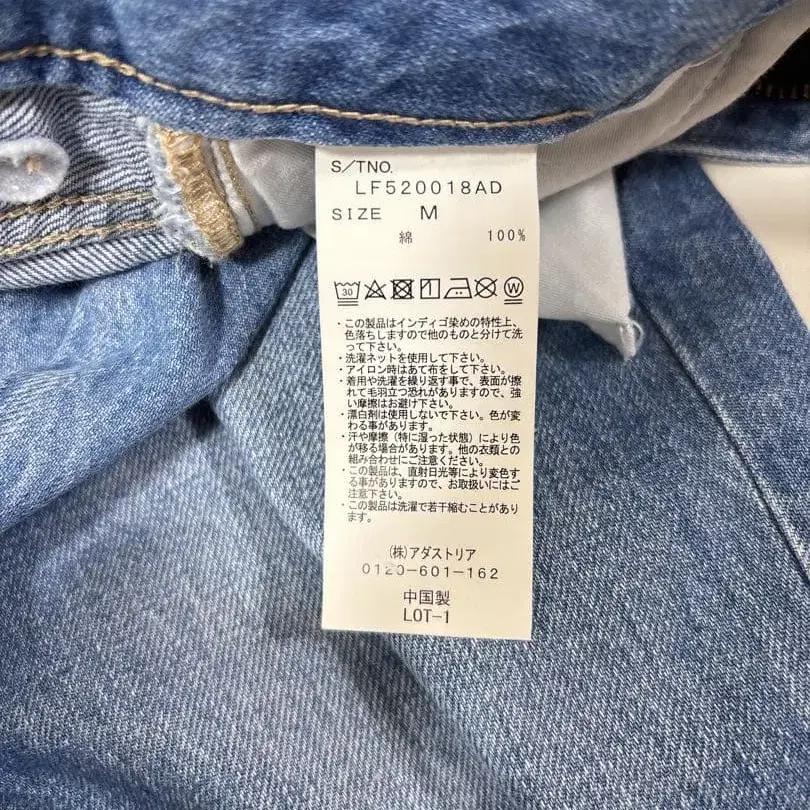 S/TNO.
LF520018AD
SIZE M
綿 100%
30 W
・この製品はインディゴ染めの特性上、
色落ちしますので他のものと分けて洗
って下さい。
・洗濯ネットを使用して下さい。
・アイロン時はあて布をして下さい。
・着用や洗濯を繰り返す事で、表面が擦
れて毛羽立つ恐れがありますので、強
い摩擦はお避け下さい。
・漂白剤は使用しないで下さい。色が変
わる事があります。
・汗や摩擦（特に湿った状態）により色
が移る場合があります。他の衣類との
組み合わせにご注意ください。
・この製品は、直射日光等により変色す
る事がありますので、お取扱いにはご
注意下さい。
・この製品は洗濯で若干縮むことがあり
ます。
(株)アダストリア
0120-601-162
中国製
LOT-1